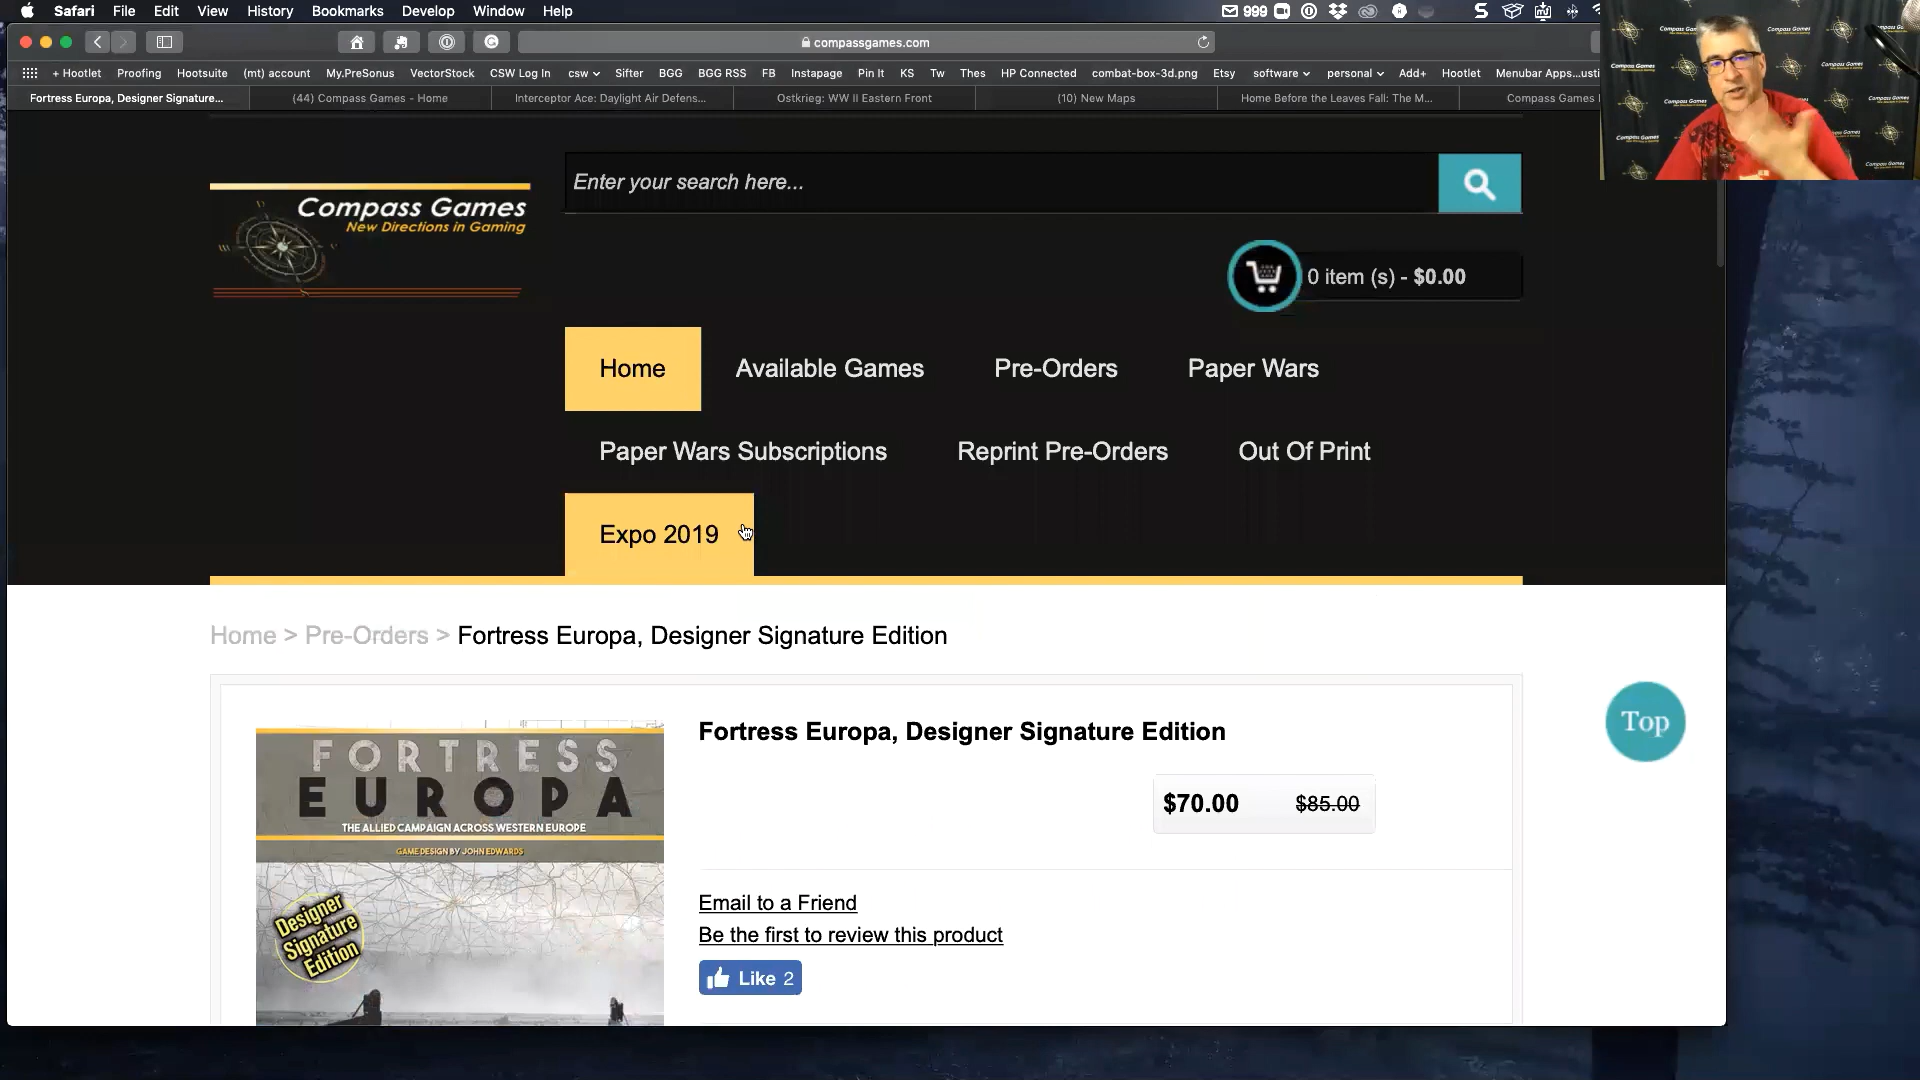 Safari File Edit View History Bookmarks Develop Window Help 999
compassgames.com
+ Hootlet Proofing Hootsuite (mt) account My.PreSonus VectorStock CSW Log In csw Sifter BGG BGG RSS FB Instapage Pin It KS Tw Thes HP Connected combat-box-3d.png Etsy software personal Add+ Hootlet Menubar Apps...usti
Fortress Europa, Designer Signature... (44) Compass Games - Home Interceptor Ace: Daylight Air Defens... Ostkrieg: WW II Eastern Front (10) New Maps Home Before the Leaves Fall: The M... Compass Games
Enter your search here...
Compass Games
New Directions in Gaming
0 item (s) - $0.00
Home Available Games Pre-Orders Paper Wars
Paper Wars Subscriptions Reprint Pre-Orders Out Of Print
Expo 2019
Home > Pre-Orders > Fortress Europa, Designer Signature Edition
Fortress Europa, Designer Signature Edition
$70.00 $85.00
Email to a Friend
Be the first to review this product
Like 2
FORTRESS
EUROPA
THE ALLIED CAMPAIGN ACROSS WESTERN EUROPE
GAME DESIGN BY JOHN EDWARDS
Designer
Signature
Edition
Top